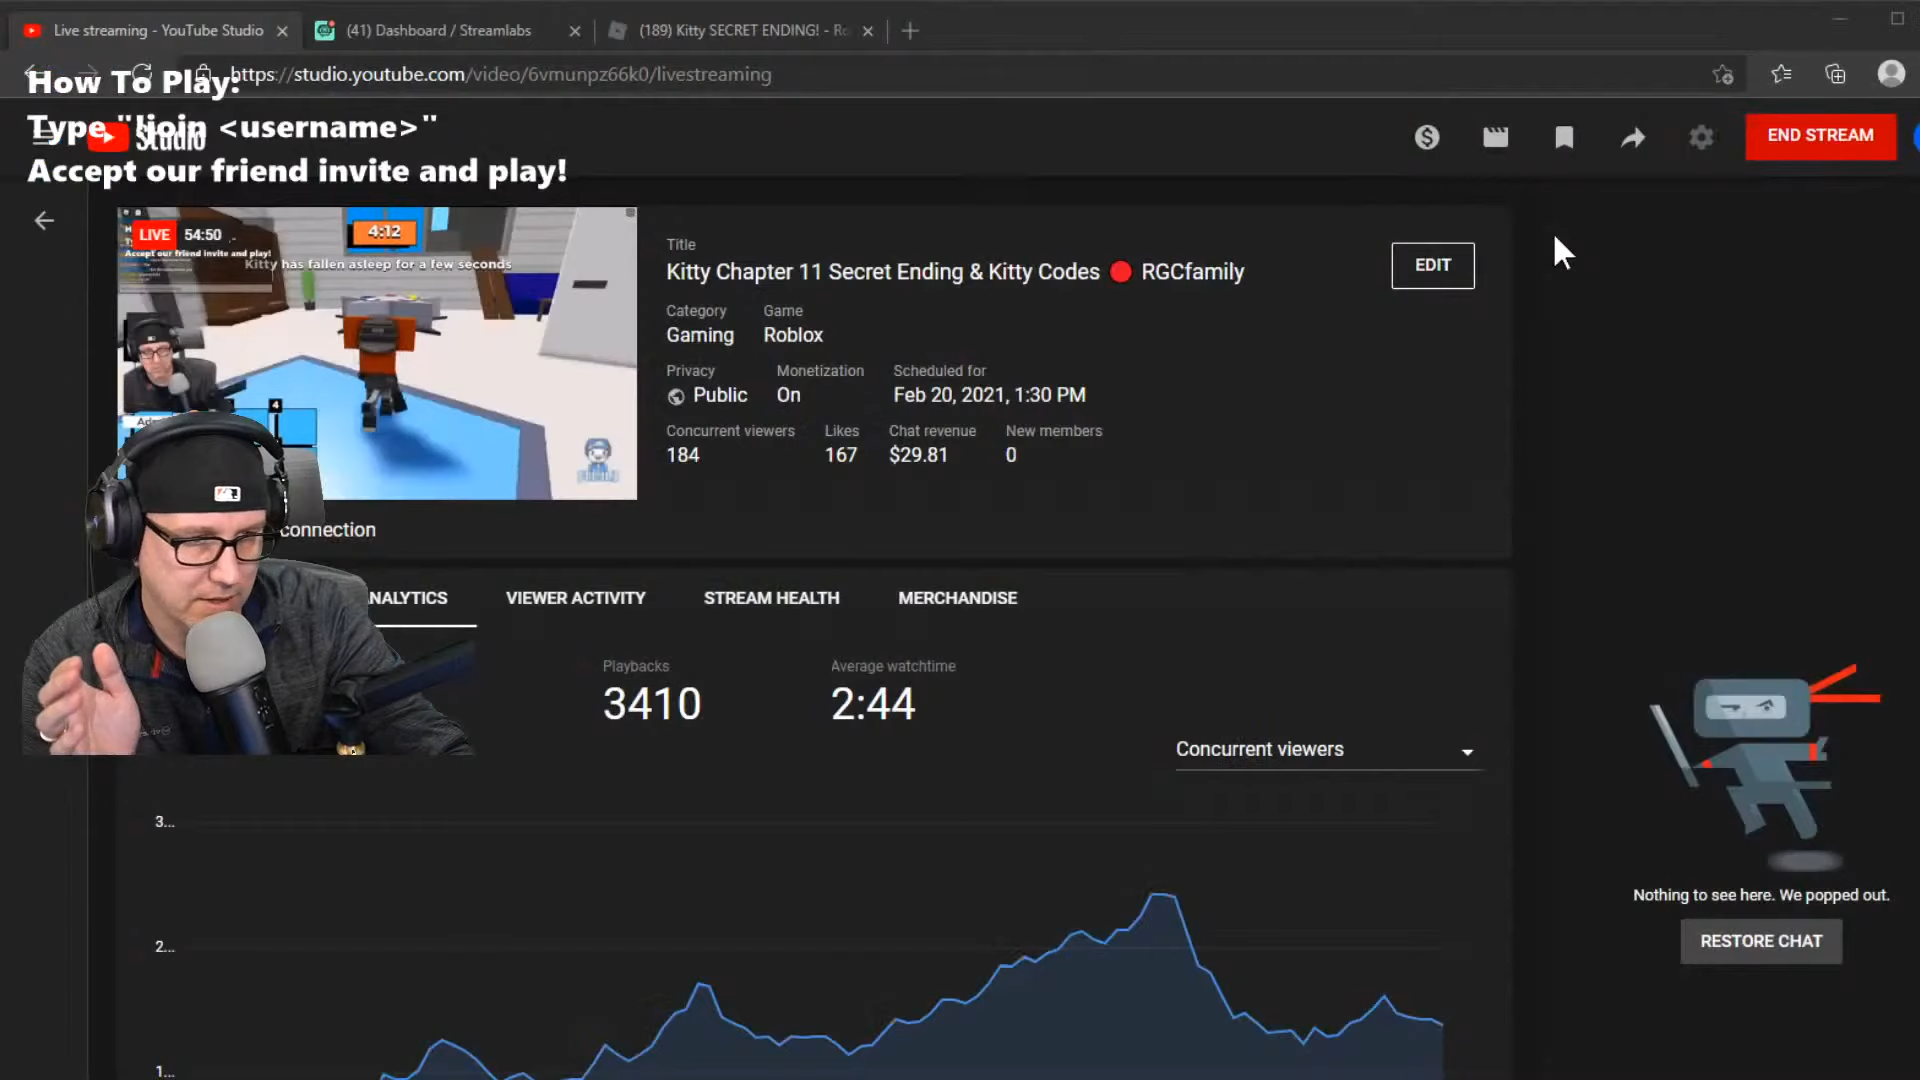 Live streaming - YouTube Studio
(41) Dashboard / Streamlabs
(189) Kitty SECRET ENDING! - Ro
https://studio.youtube.com/video/6vmunpz66k0/livestreaming
How To Play:
Type "!join <username>"
Accept our friend invite and play!
Studio
END STREAM
LIVE 54:50
4:12
Accept our friend invite and play!
Kitty has fallen asleep for a few seconds
4
Title
Kitty Chapter 11 Secret Ending & Kitty Codes 🔴 RGCfamily
EDIT
Category Game
Gaming Roblox
Privacy Monetization Scheduled for
Public On Feb 20, 2021, 1:30 PM
Concurrent viewers Likes Chat revenue New members
184 167 $29.81 0
connection
NALYTICS VIEWER ACTIVITY STREAM HEALTH MERCHANDISE
Playbacks Average watchtime
3410 2:44
Concurrent viewers
3...
2...
1...
Nothing to see here. We popped out.
RESTORE CHAT